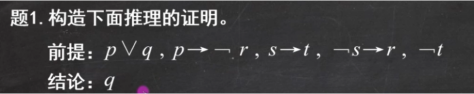 题1.构造下面推理的证明。
前提：p∨q , p→¬r , s→t , ¬s→r , ¬t
结论：q